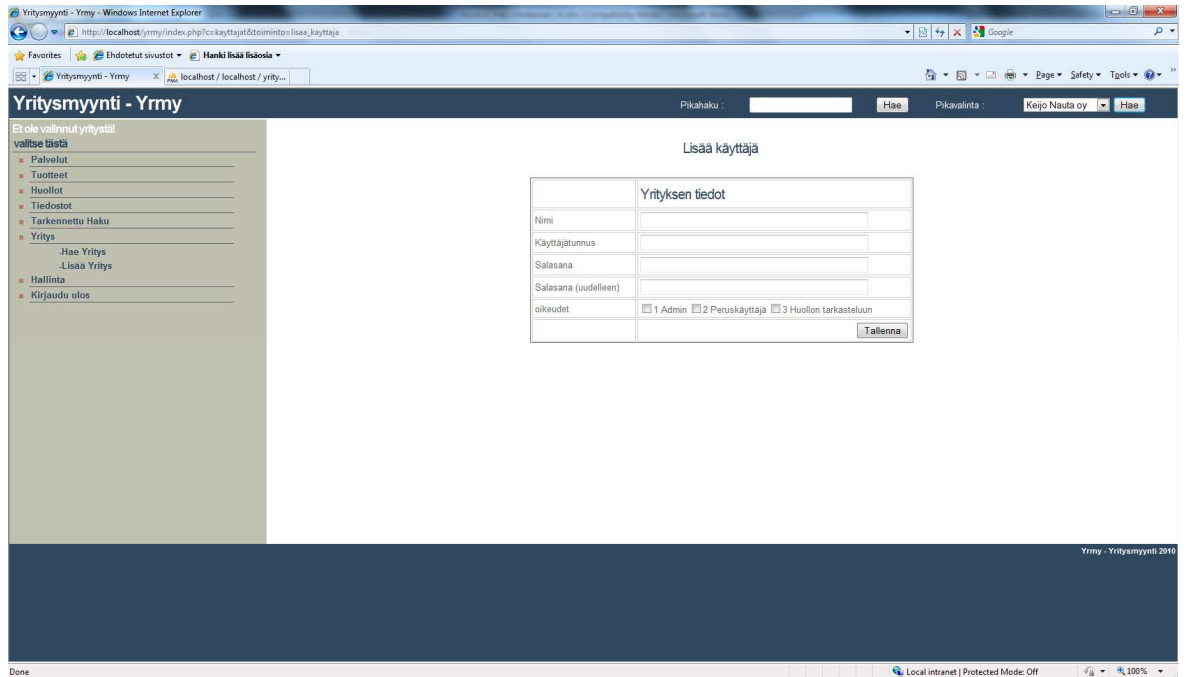 Yritysmyynti - Yrmy - Windows Internet Explorer
http://localhost/yrmy/index.php?c=kayttajat&toiminto=lisaa_kayttaja
Google
Favorites Ehdotetut sivustot Hanki lisää lisäosia
Yritysmyynti - Yrmy X localhost / localhost / yrity...
Page Safety Tools
Yritysmyynti - Yrmy
Pikahaku : Hae Pikavalinta : Keijo Nauta oy Hae
Et ole valinnut yritystä!
valitse tästä
Palvelut
Tuotteet
Huollot
Tiedostot
Tarkennettu Haku
Yritys
-Hae Yritys
-Lisää Yritys
Hallinta
Kirjaudu ulos
Lisää käyttäjä
Yrityksen tiedot
Nimi
Käyttäjätunnus
Salasana
Salasana (uudelleen)
oikeudet 1 Admin 2 Peruskäyttäjä 3 Huollon tarkasteluun
Tallenna
Yrmy - Yritysmyynti 2010
Done Local intranet | Protected Mode: Off 100%